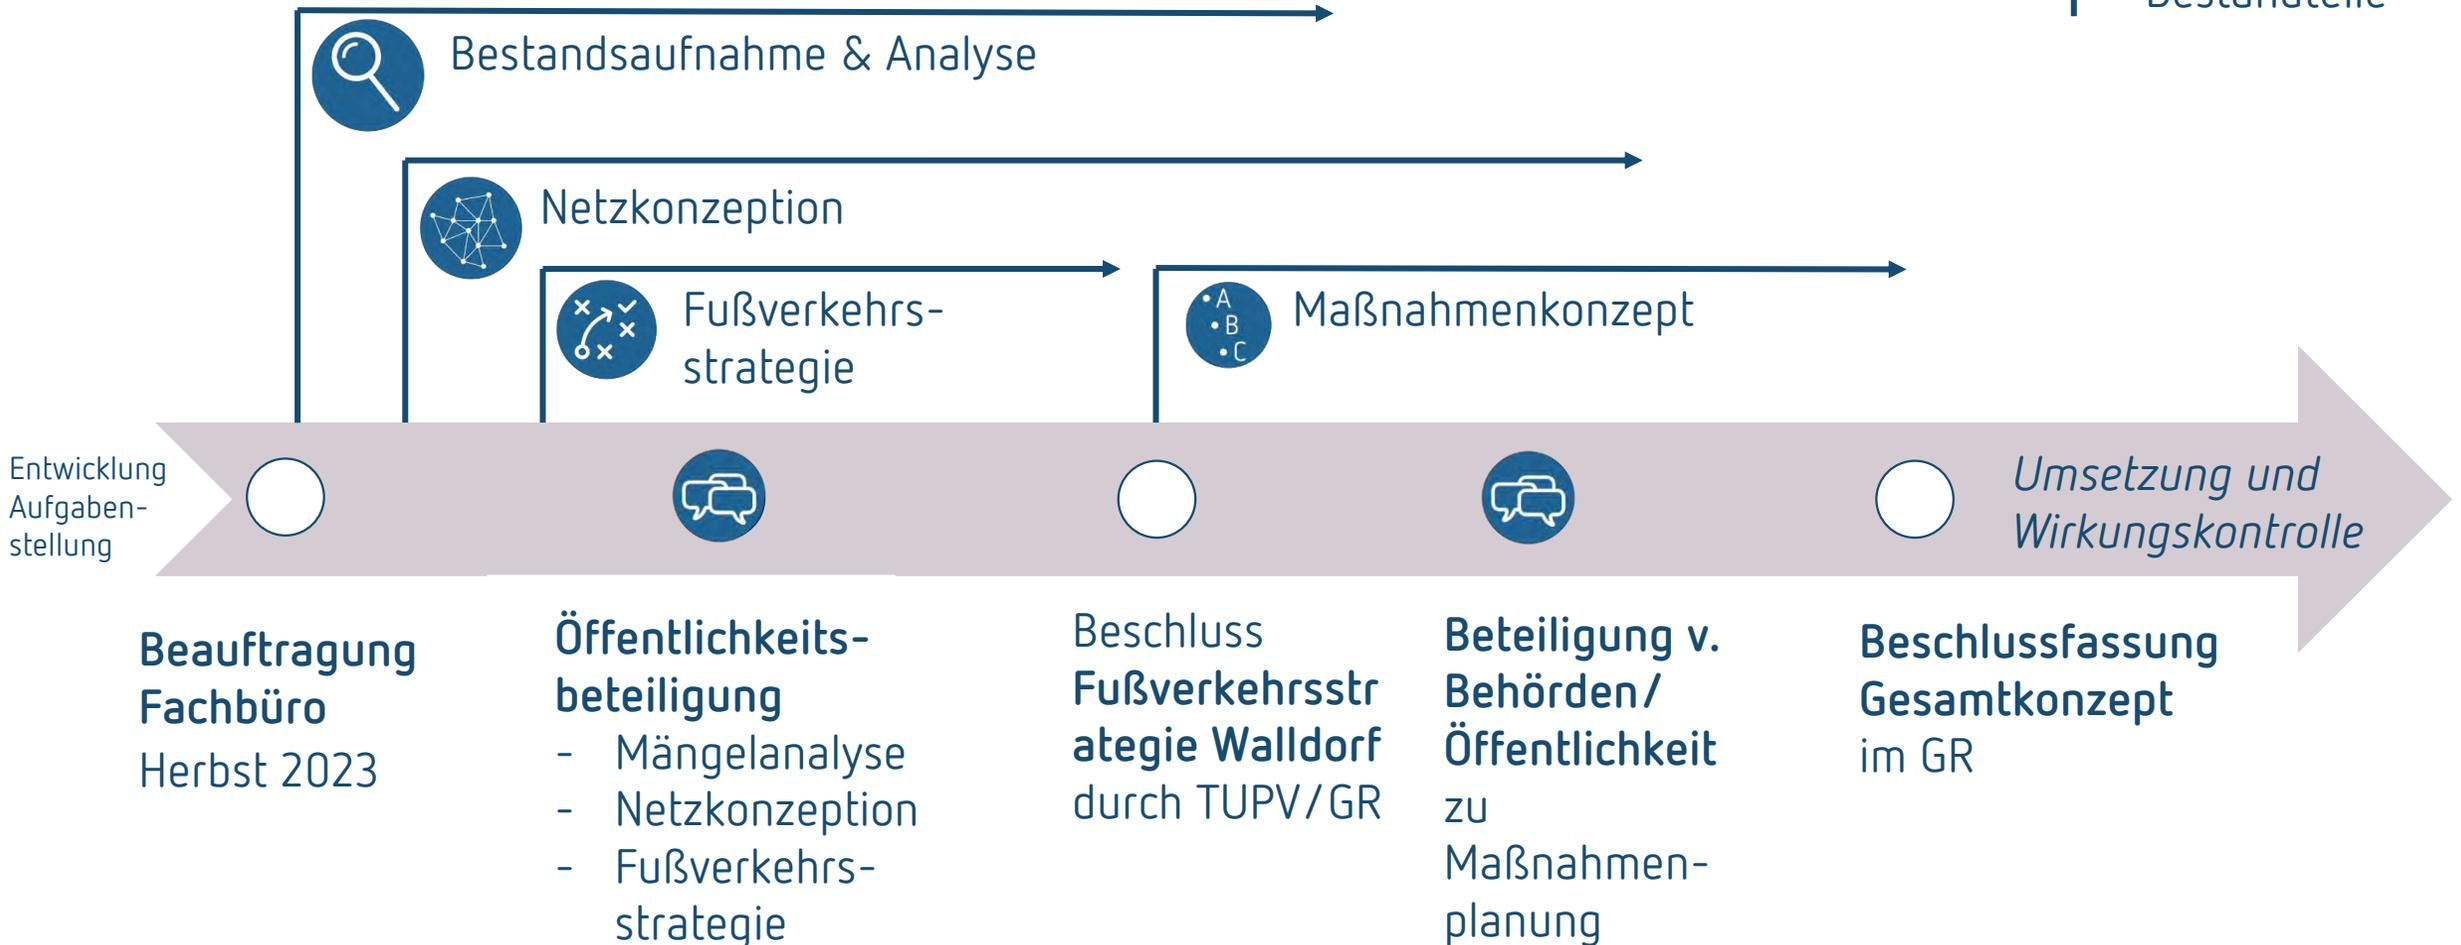 Bestandteile
Bestandsaufnahme & Analyse
Netzkonzeption
Fußverkehrs-
strategie
A
B
C
Maßnahmenkonzept
Entwicklung
Aufgaben-
stellung
Umsetzung und
Wirkungskontrolle
Beauftragung
Fachbüro
Herbst 2023
Öffentlichkeits-
beteiligung
- Mängelanalyse
- Netzkonzeption
- Fußverkehrs-
strategie
Beschluss
Fußverkehrsstr
ategie Walldorf
durch TUPV/GR
Beteiligung v.
Behörden/
Öffentlichkeit
zu
Maßnahmen-
planung
Beschlussfassung
Gesamtkonzept
im GR